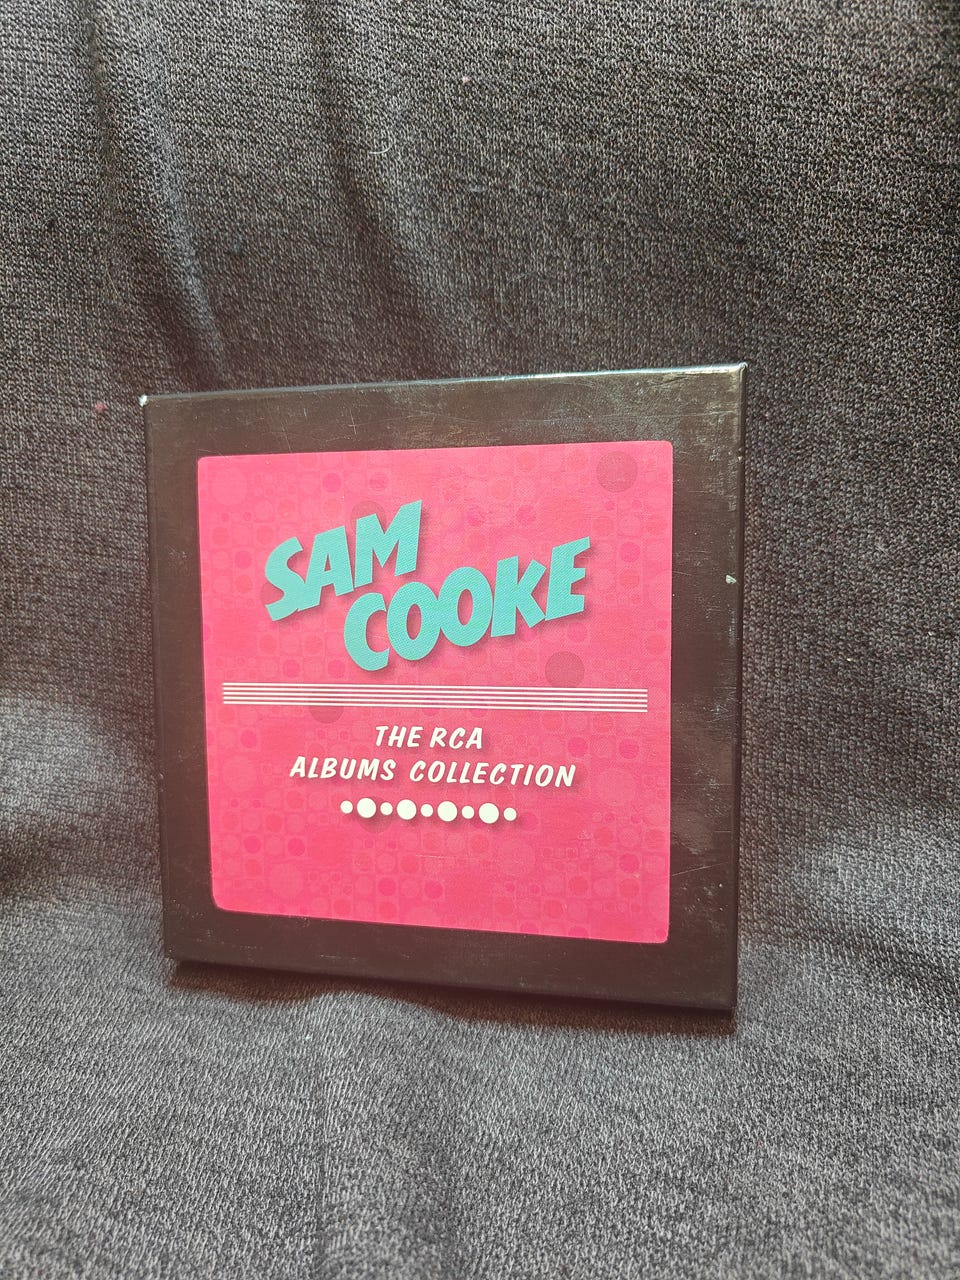 SAM
COOKE
THE RCA
ALBUMS COLLECTION